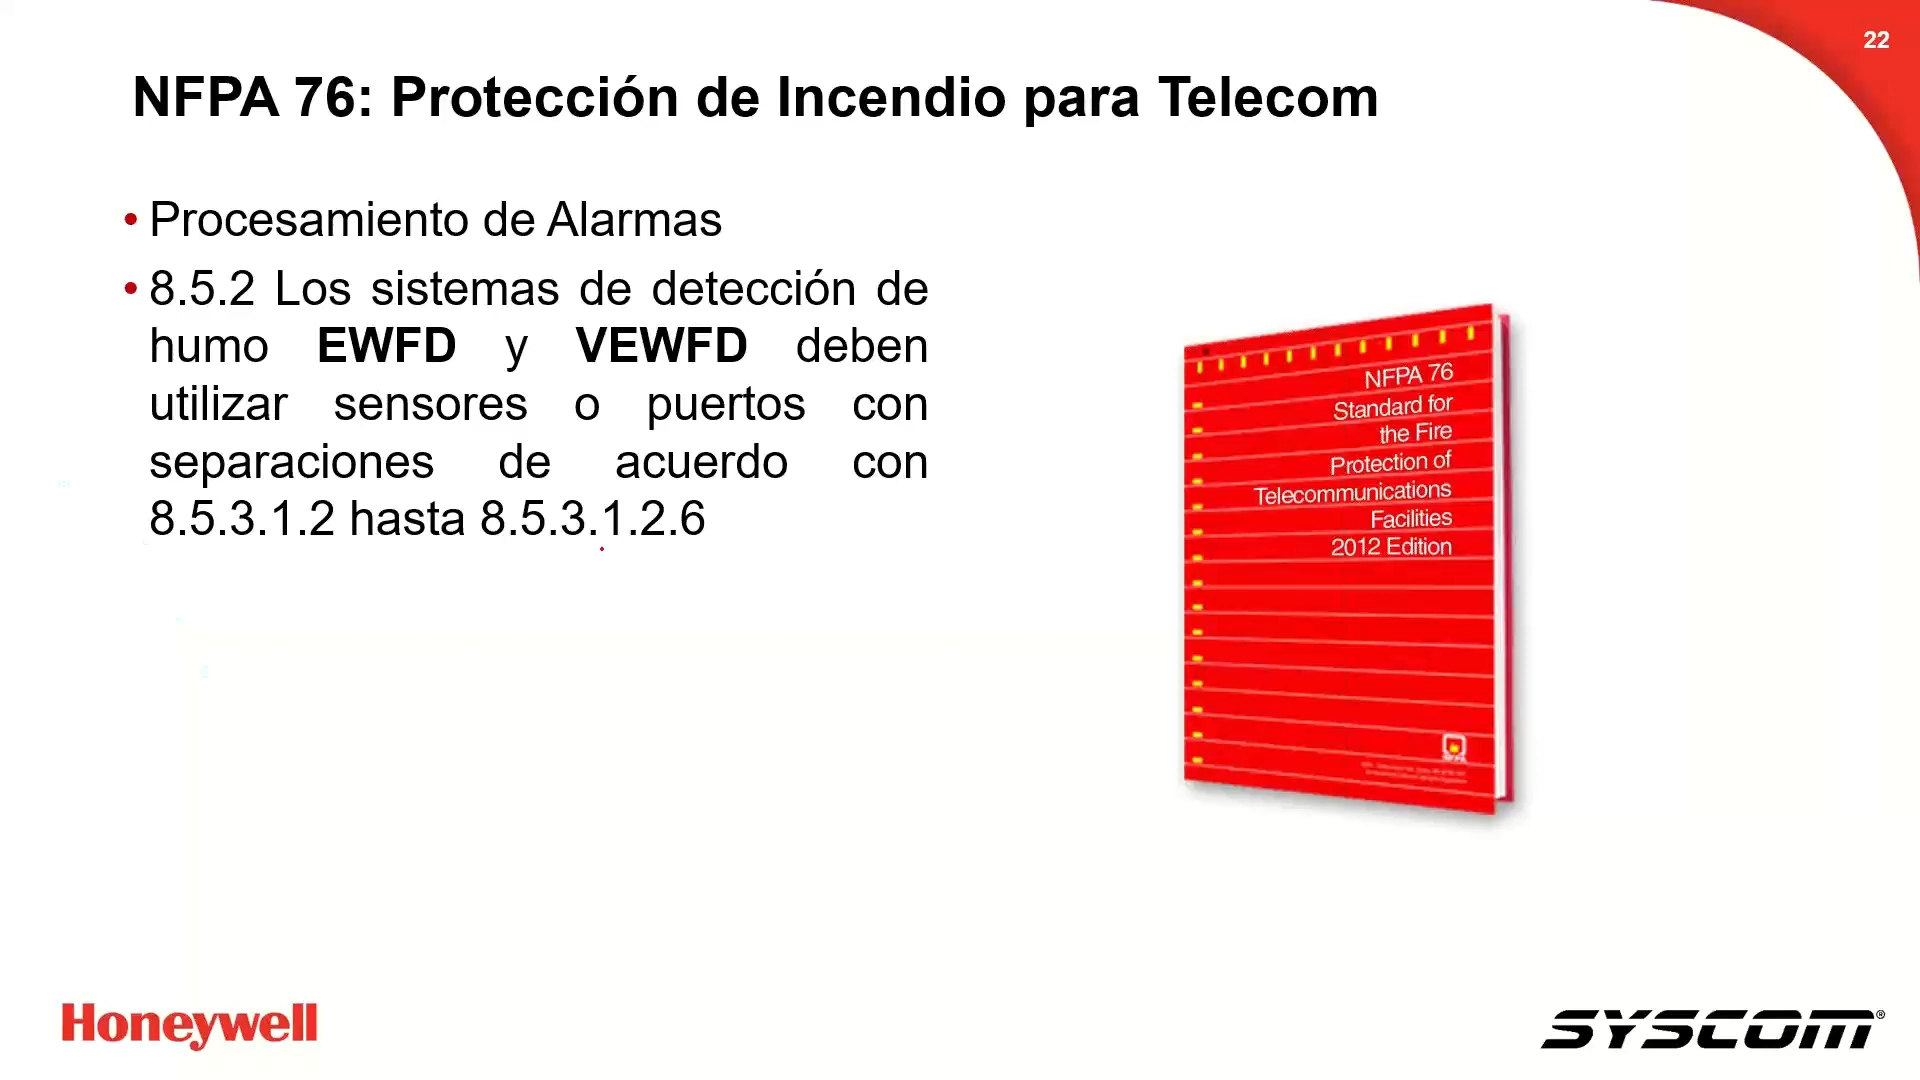 22
NFPA 76: Protección de Incendio para Telecom
• Procesamiento de Alarmas
• 8.5.2 Los sistemas de detección de
humo EWFD y VEWFD deben
utilizar sensores o puertos con
separaciones de acuerdo con
8.5.3.1.2 hasta 8.5.3.1.2.6
NFPA 76
Standard for
the Fire
Protection of
Telecommunications
Facilities
2012 Edition
Honeywell
SYSCOM®